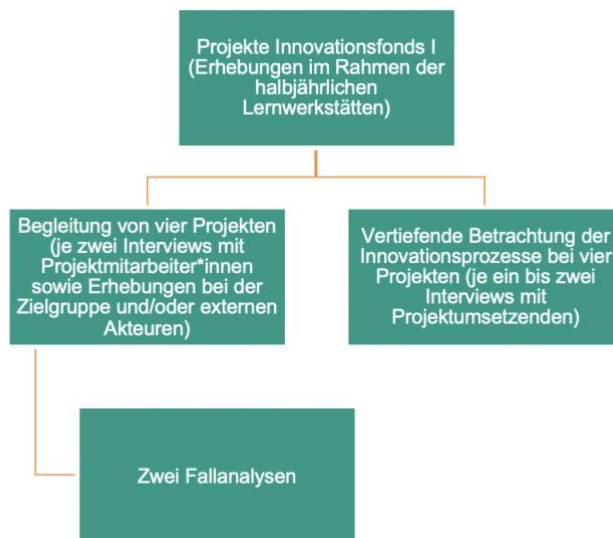 Projekte Innovationsfonds I
(Erhebungen im Rahmen der
halbjährlichen
Lernwerkstätten)
Begleitung von vier Projekten
(je zwei Interviews mit
Projektmitarbeiter*innen
sowie Erhebungen bei der
Zielgruppe und/oder externen
Akteuren)
Vertiefende Betrachtung der
Innovationsprozesse bei vier
Projekten (je ein bis zwei
Interviews mit
Projektumsetzenden)
Zwei Fallanalysen